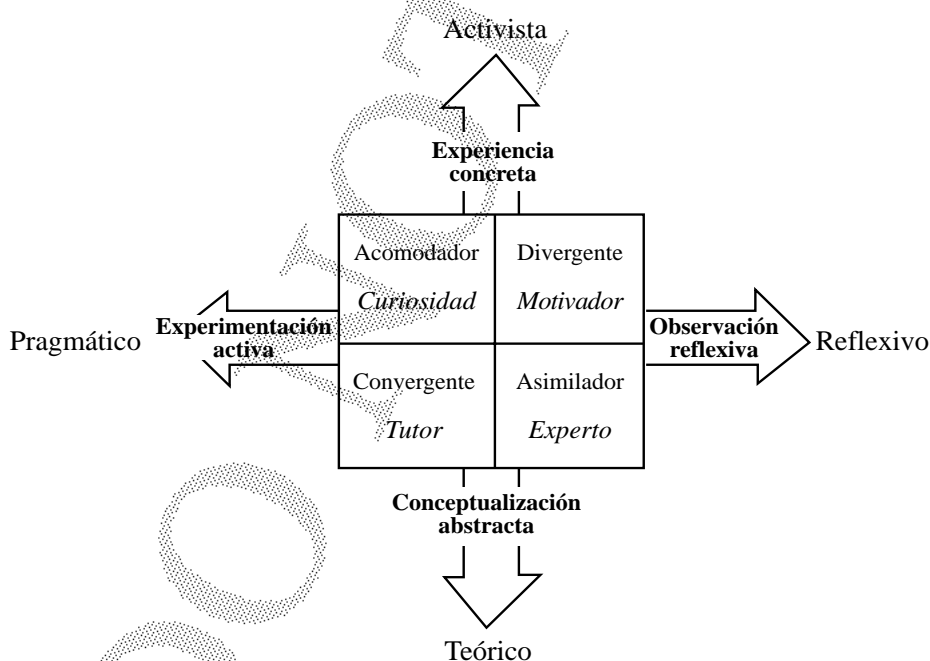 Activista
Experiencia
concreta
Acomodador
Divergente
Curiosidad
Motivador
Pragmático
Experimentación
activa
Observación
reflexiva
Reflexivo
Convergente
Asimilador
Tutor
Experto
Conceptualización
abstracta
Teórico